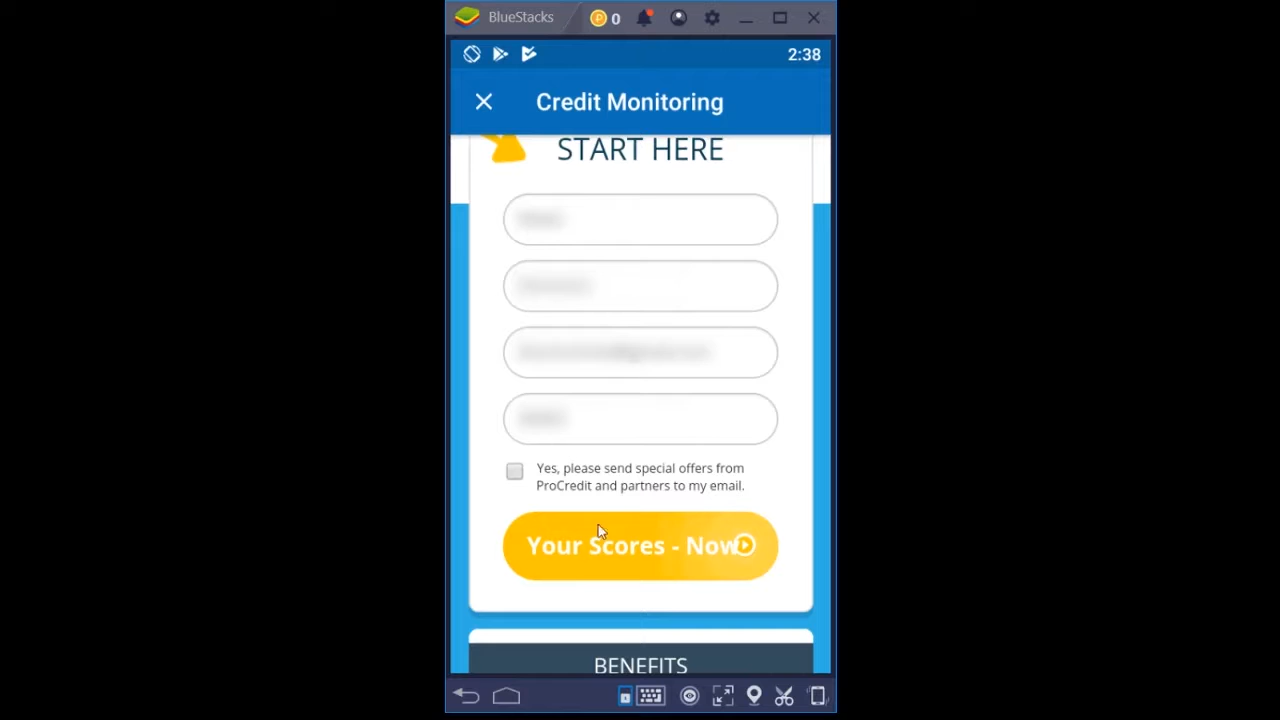 BlueStacks
0
2:38
Credit Monitoring
START HERE
Yes, please send special offers from
ProCredit and partners to my email.
Your Scores - Now
BENEFITS